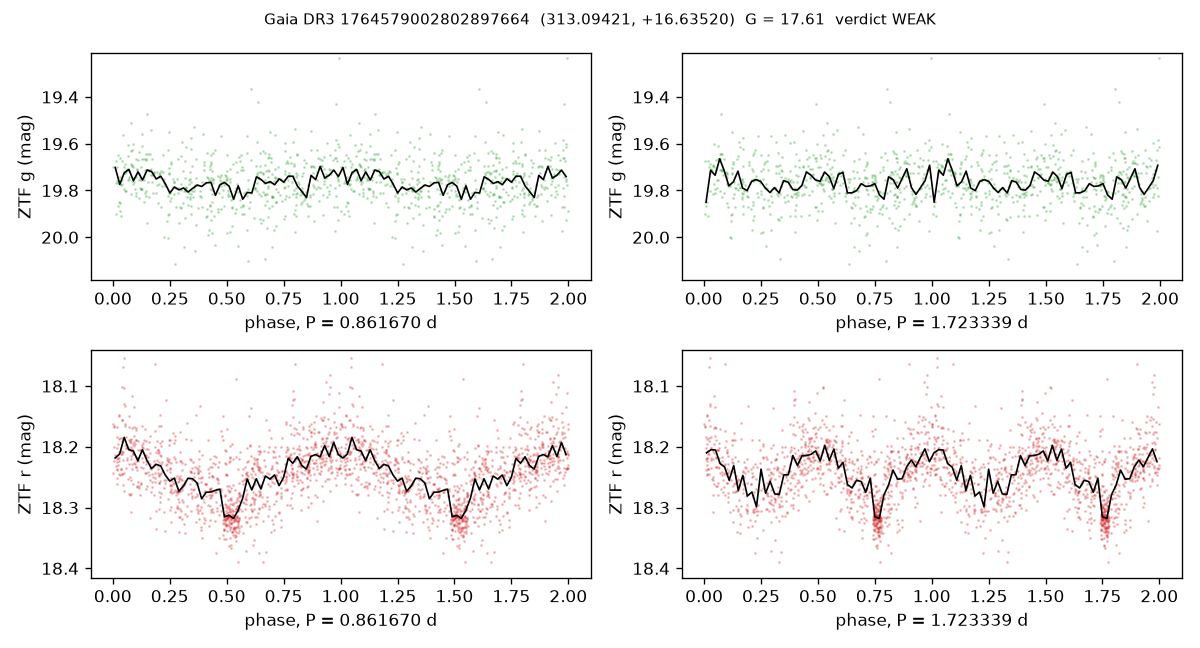 Gaia DR3 1764579002802897664 (313.09421, +16.63520) G = 17.61 verdict WEAK
ZTF g (mag)
19.4
19.6
19.8
20.0
0.00 0.25 0.50 0.75 1.00 1.25 1.50 1.75 2.00
phase, P = 0.861670 d
ZTF g (mag)
19.4
19.6
19.8
20.0
0.00 0.25 0.50 0.75 1.00 1.25 1.50 1.75 2.00
phase, P = 1.723339 d
ZTF r (mag)
18.1
18.2
18.3
18.4
0.00 0.25 0.50 0.75 1.00 1.25 1.50 1.75 2.00
phase, P = 0.861670 d
ZTF r (mag)
18.1
18.2
18.3
18.4
0.00 0.25 0.50 0.75 1.00 1.25 1.50 1.75 2.00
phase, P = 1.723339 d